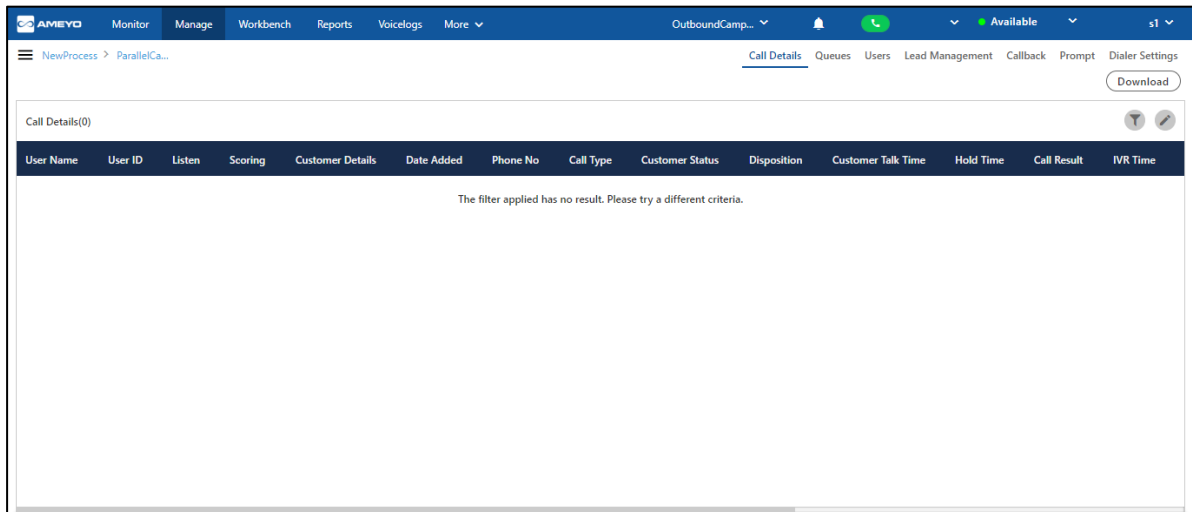 AMEYO Monitor Manage Workbench Reports Voicelogs More OutboundCamp... Available s1
NewProcess > ParallelCa... Call Details Queues Users Lead Management Callback Prompt Dialer Settings
Download
Call Details(0)
User Name User ID Listen Scoring Customer Details Date Added Phone No Call Type Customer Status Disposition Customer Talk Time Hold Time Call Result IVR Time
The filter applied has no result. Please try a different criteria.